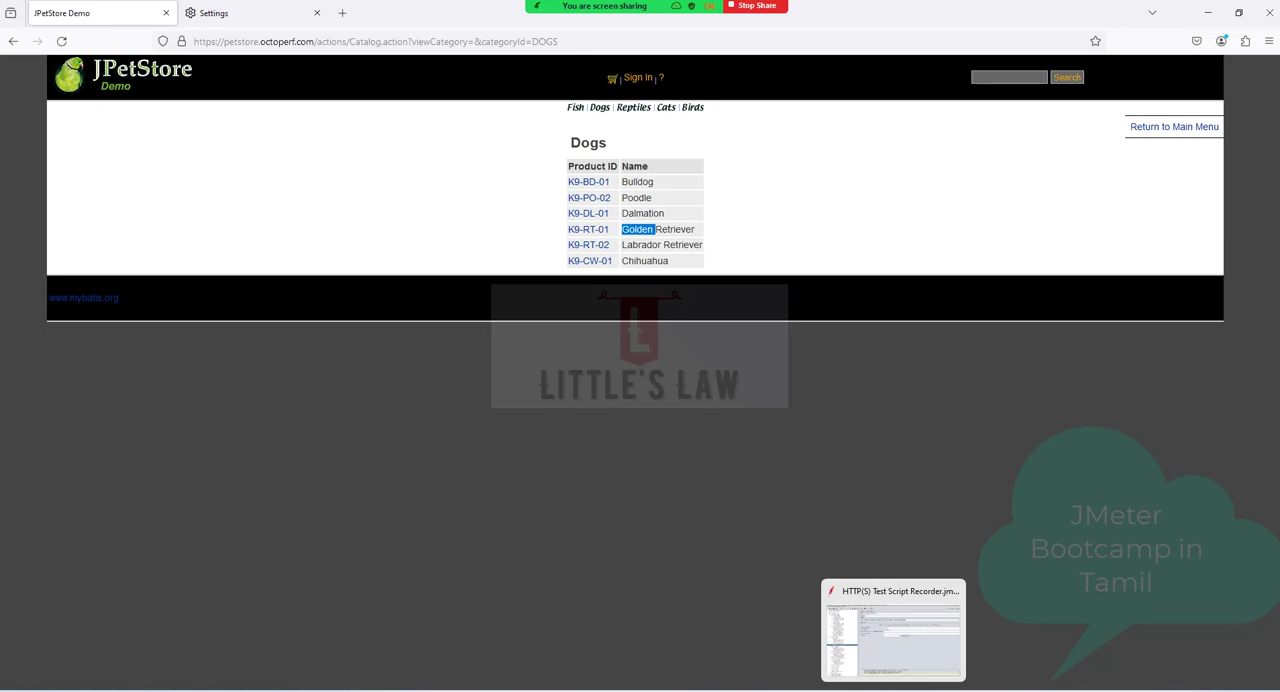 JPetStore Demo
Settings
You are screen sharing
EN
Stop Share
https://petstore.octoperf.com/actions/Catalog.action?viewCategory=&categoryId=DOGS
JPetStore
Demo
Sign In | ?
Search
Fish | Dogs | Reptiles | Cats | Birds
Return to Main Menu
Dogs
Product ID Name
K9-BD-01 Bulldog
K9-PO-02 Poodle
K9-DL-01 Dalmation
K9-RT-01 Golden Retriever
K9-RT-02 Labrador Retriever
K9-CW-01 Chihuahua
www.mybatis.org
L
LITTLE'S LAW
JMeter
Bootcamp in
Tamil
HTTP(S) Test Script Recorder.jm...